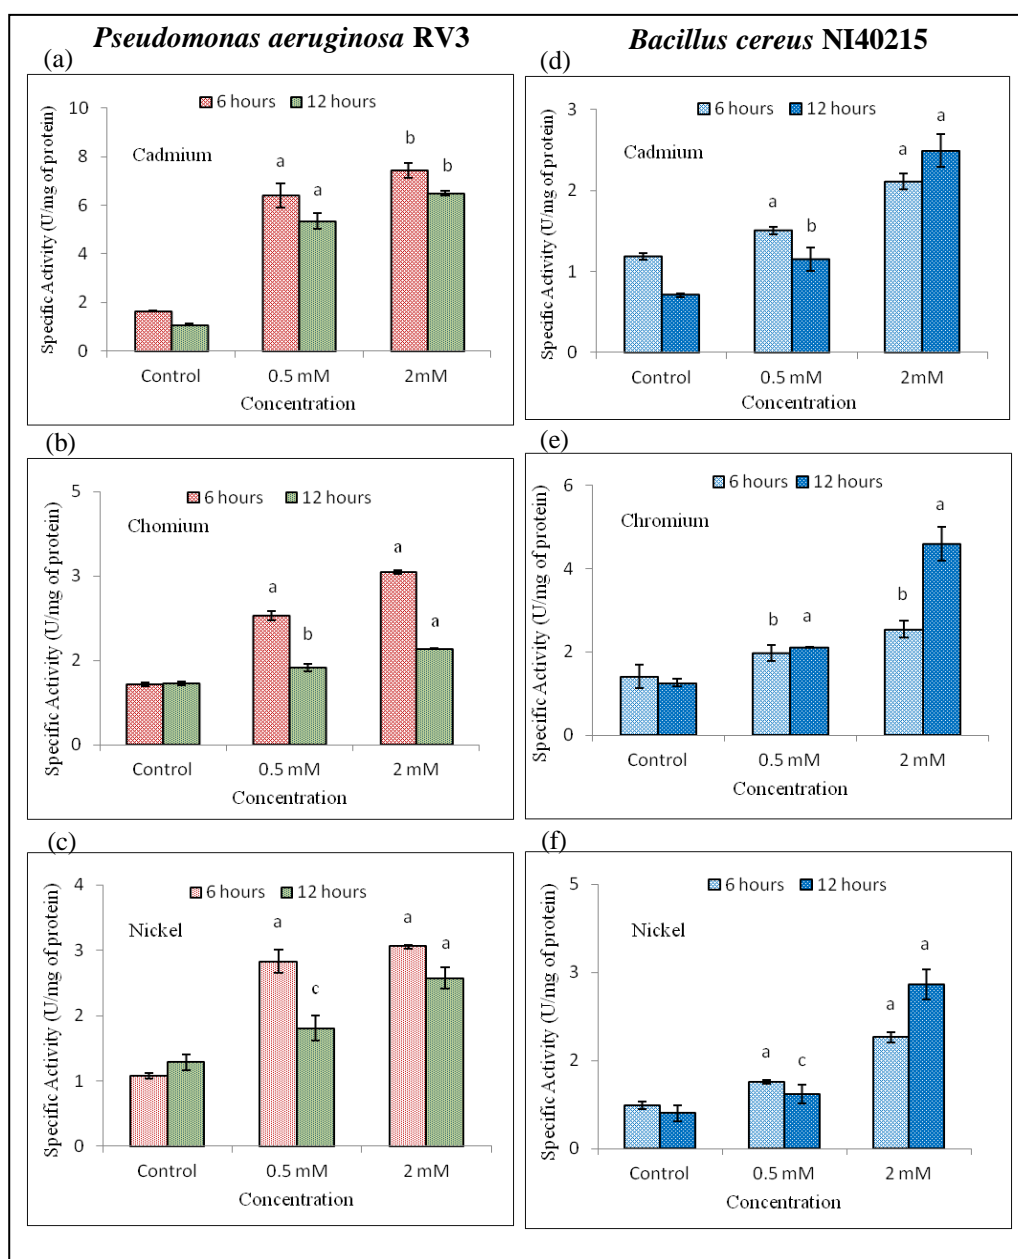 Pseudomonas aeruginosa RV3
Bacillus cereus NI40215
(a)
6 hours 12 hours
Cadmium
Specific Activity (U/mg of protein)
10
8
6
4
2
0
a
a
b
b
Control 0.5 mM 2mM
Concentration
(b)
6 hours 12 hours
Chomium
Specific Activity (U/mg of protein)
5
3
2
0
a
b
a
a
Control 0.5 mM 2 mM
Concentration
(c)
6 hours 12 hours
Nickel
Specific Activity (U/mg of protein)
4
3
2
1
0
a
c
a
a
Control 0.5 mM 2 mM
Concentration
(d)
6 hours 12 hours
Cadmium
Specific Activity (U/mg of protein)
3
2
1
0
a
b
a
a
Control 0.5 mM 2mM
Concentration
(e)
6 hours 12 hours
Chromium
Specific Activity (U/mg of protein)
6
4
2
0
b
a
b
a
Control 0.5 mM 2 mM
Concentration
(f)
6 hours 12 hours
Nickel
Specific Activity (U/mg of protein)
5
3
2
0
a
c
a
a
Control 0.5 mM 2 mM
Concentration